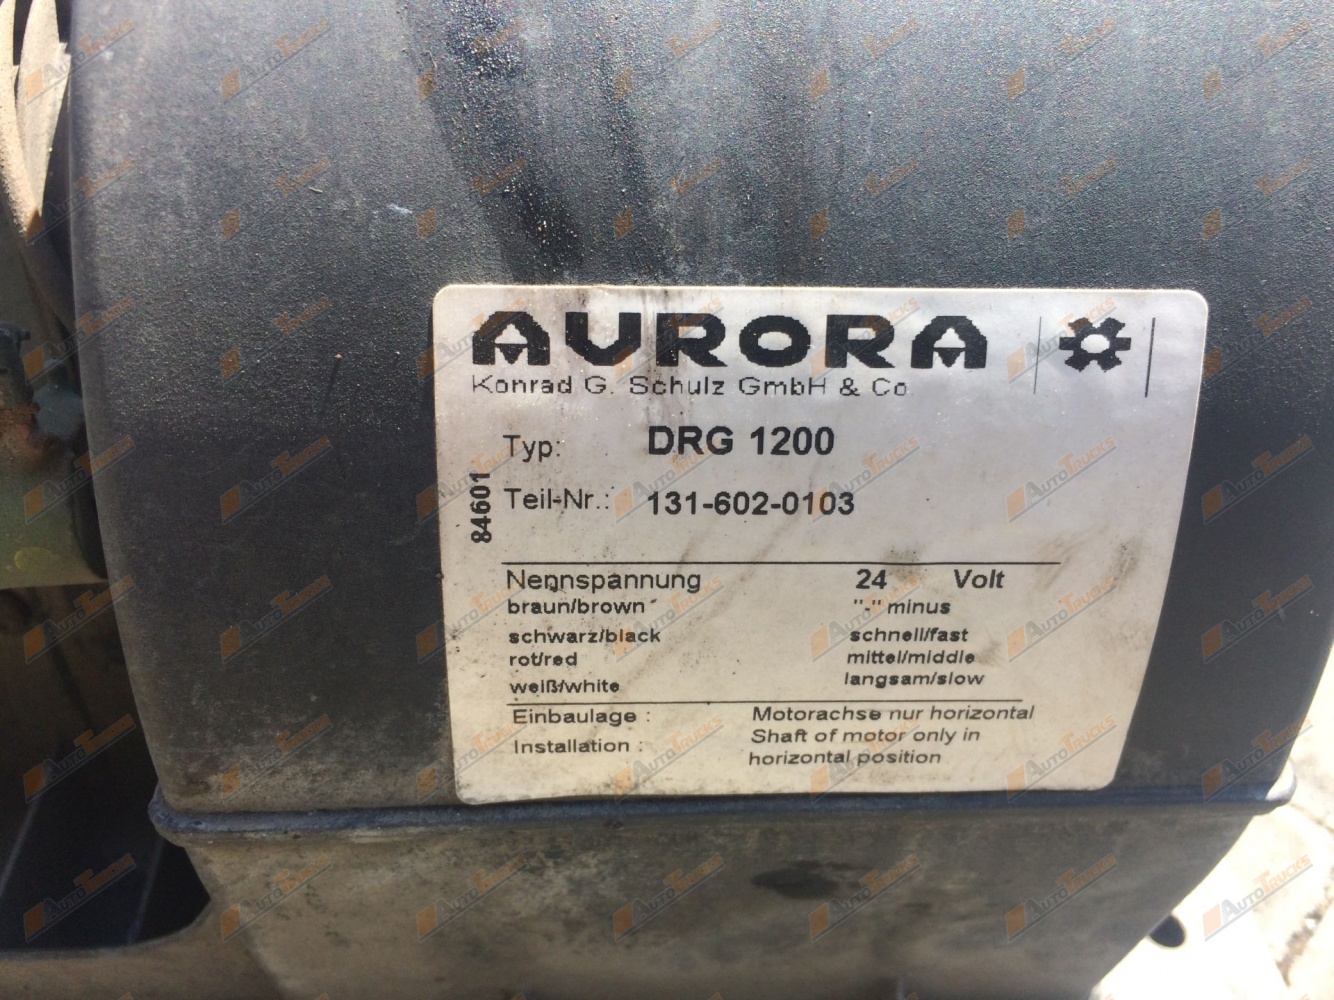 AURORA
Konrad G. Schulz GmbH & Co.
Typ: DRG 1200
Teil-Nr.: 131-602-0103
84601
Nennspannung 24 Volt
braun/brown "-" minus
schwarz/black schnell/fast
rot/red mittel/middle
weiß/white langsam/slow
Einbaulage : Motorachse nur horizontal
Installation : Shaft of motor only in
horizontal position
AUTOTRUCKS